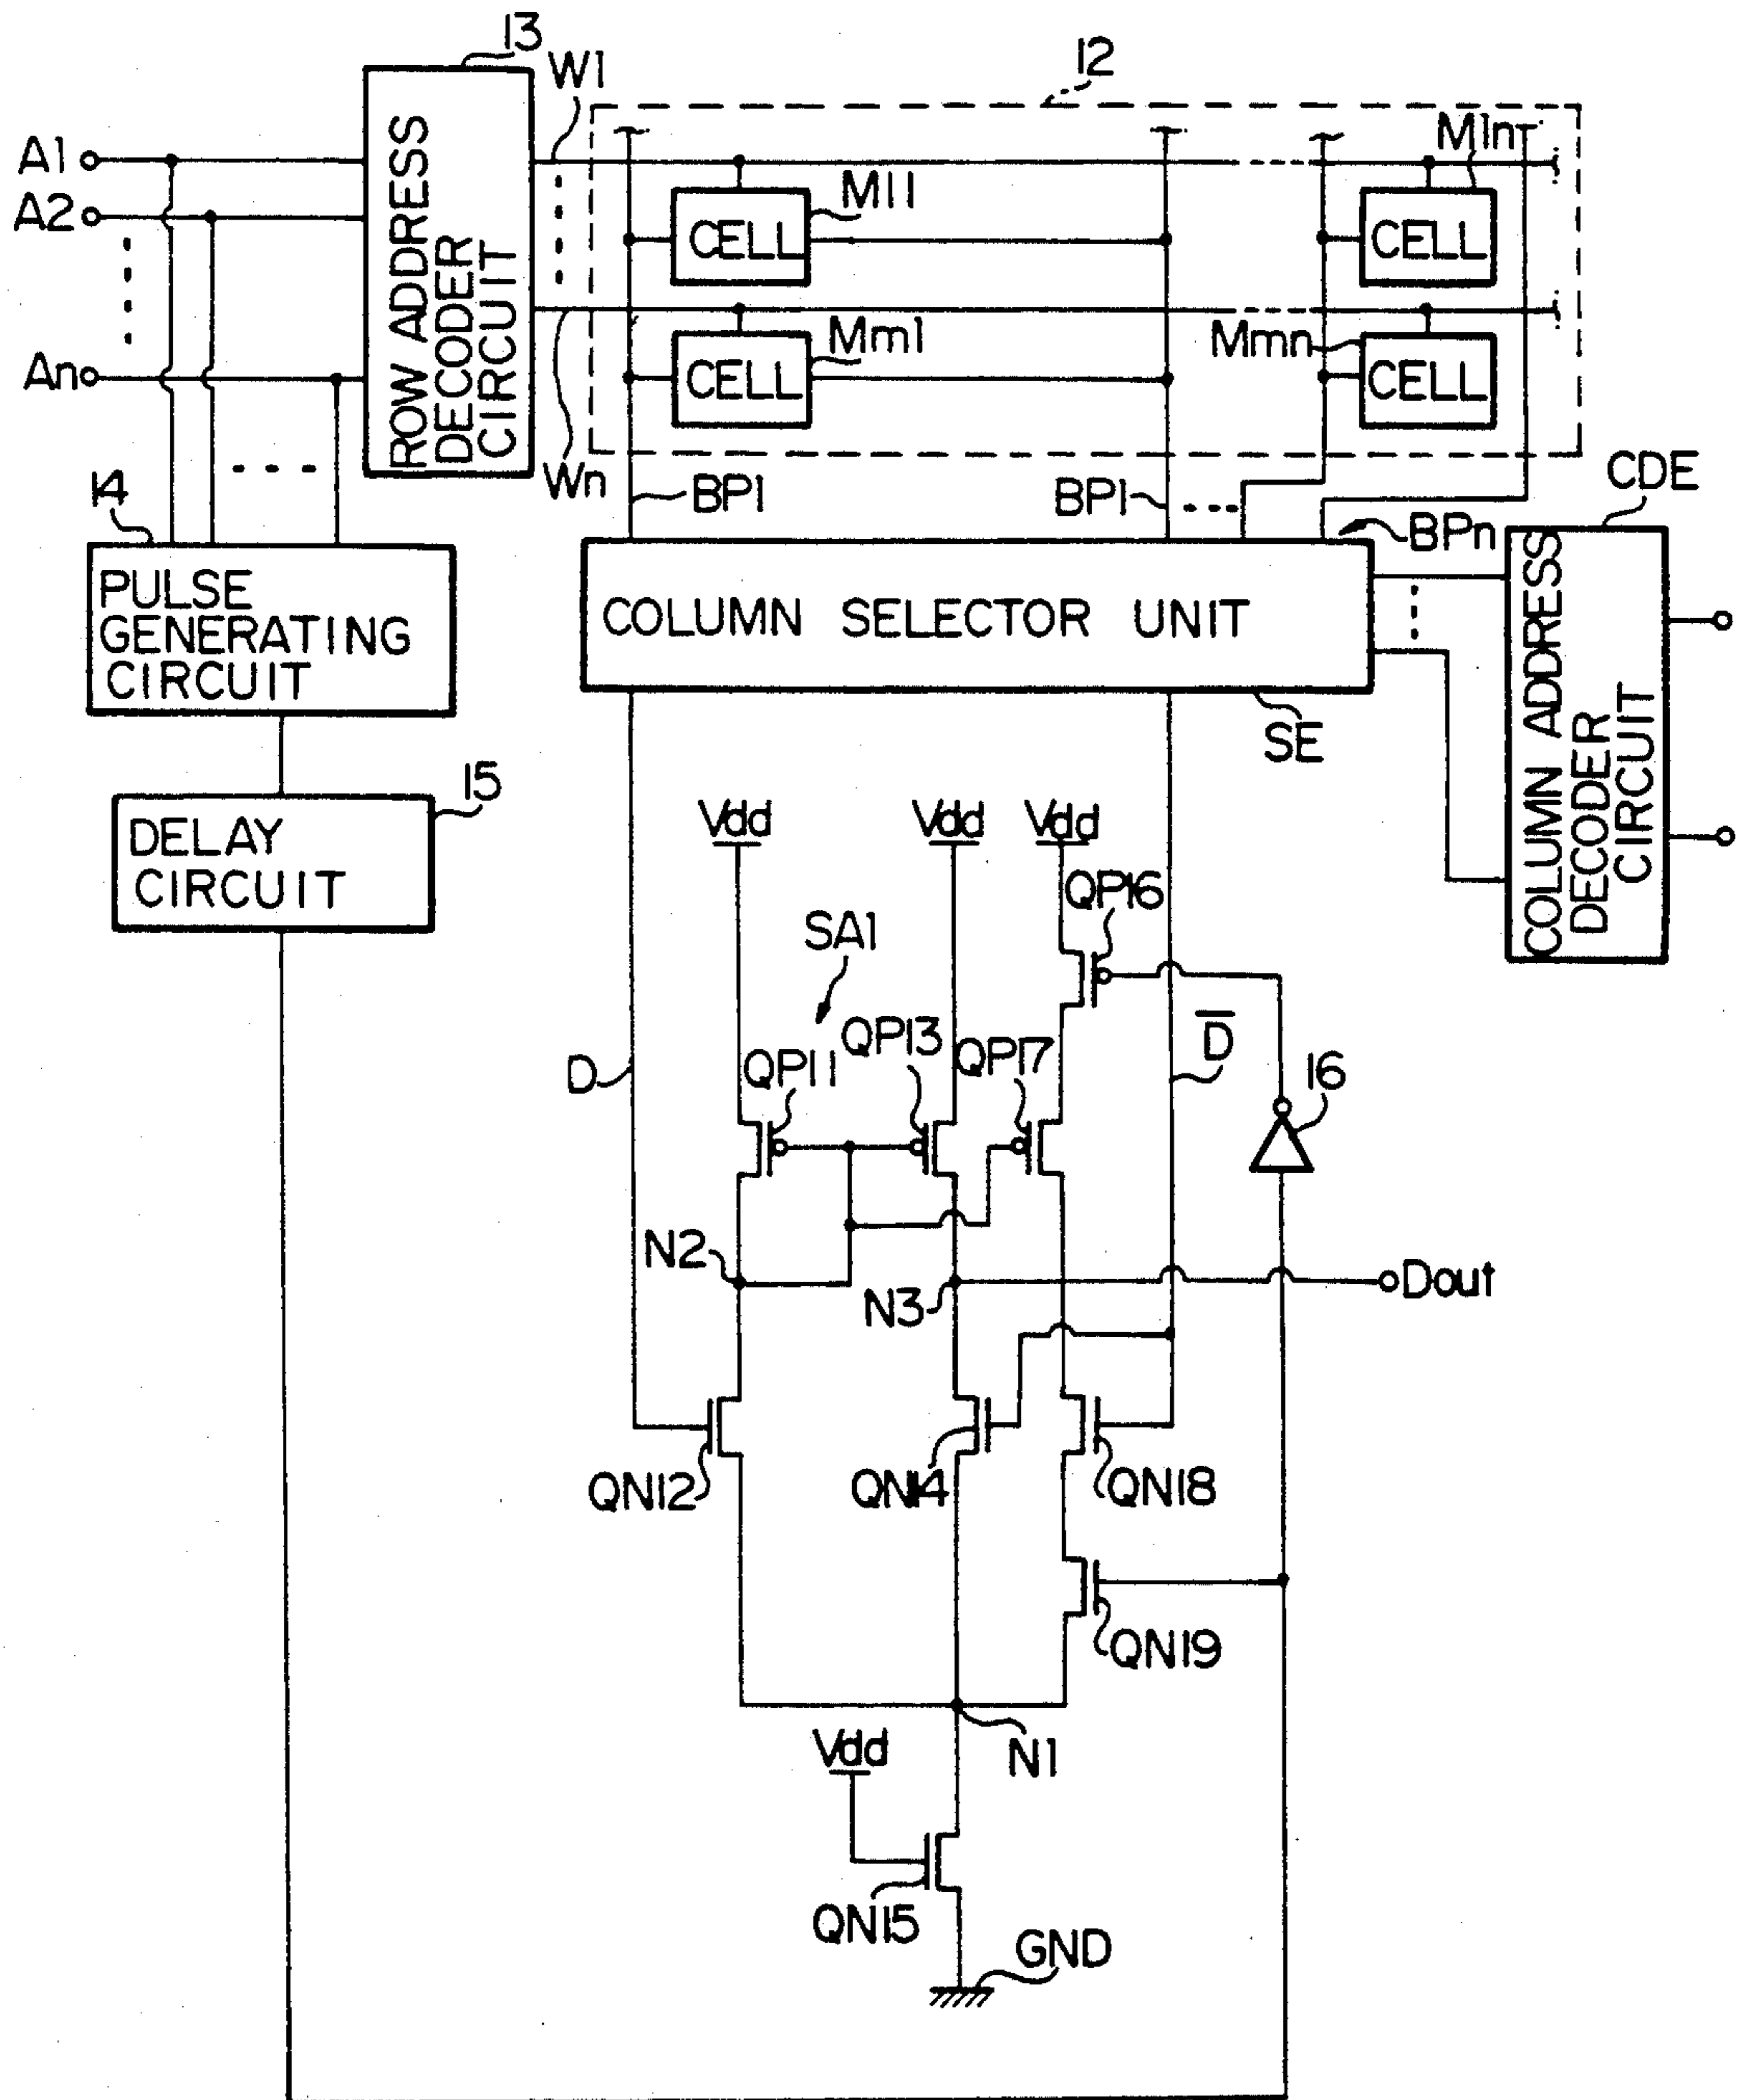 13
W1
12
A1
A2
An
ROW ADDRESS
DECODER
CIRCUIT
M11
CELL
M1n
CELL
Mm1
CELL
Mmn
CELL
Wn
BP1
BP1
BPn
CDE
14
PULSE
GENERATING
CIRCUIT
COLUMN SELECTOR UNIT
SE
COLUMN ADDRESS
DECODER
CIRCUIT
15
DELAY
CIRCUIT
Vdd
Vdd
Vdd
QP16
SA1
D
QP11
QP13
QP17
D̅
16
N2
N3
Dout
QN12
QN14
QN18
QN19
N1
Vdd
QN15
GND